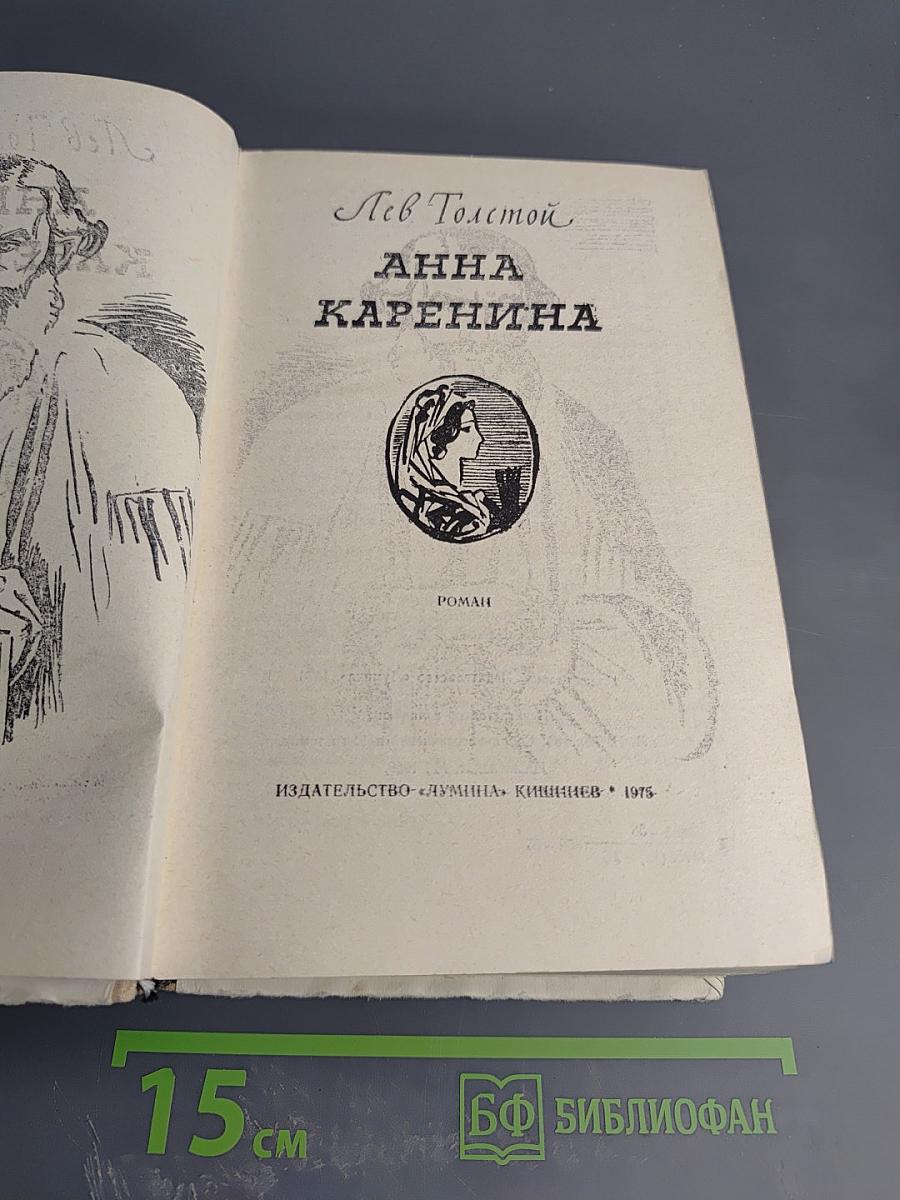 Лев Толстой
АННА
КАРЕНИНА
РОМАН
ИЗДАТЕЛЬСТВО «ЛУМИНА» КИШИНЕВ * 1975
15 см
БФ БИБЛИОФАН